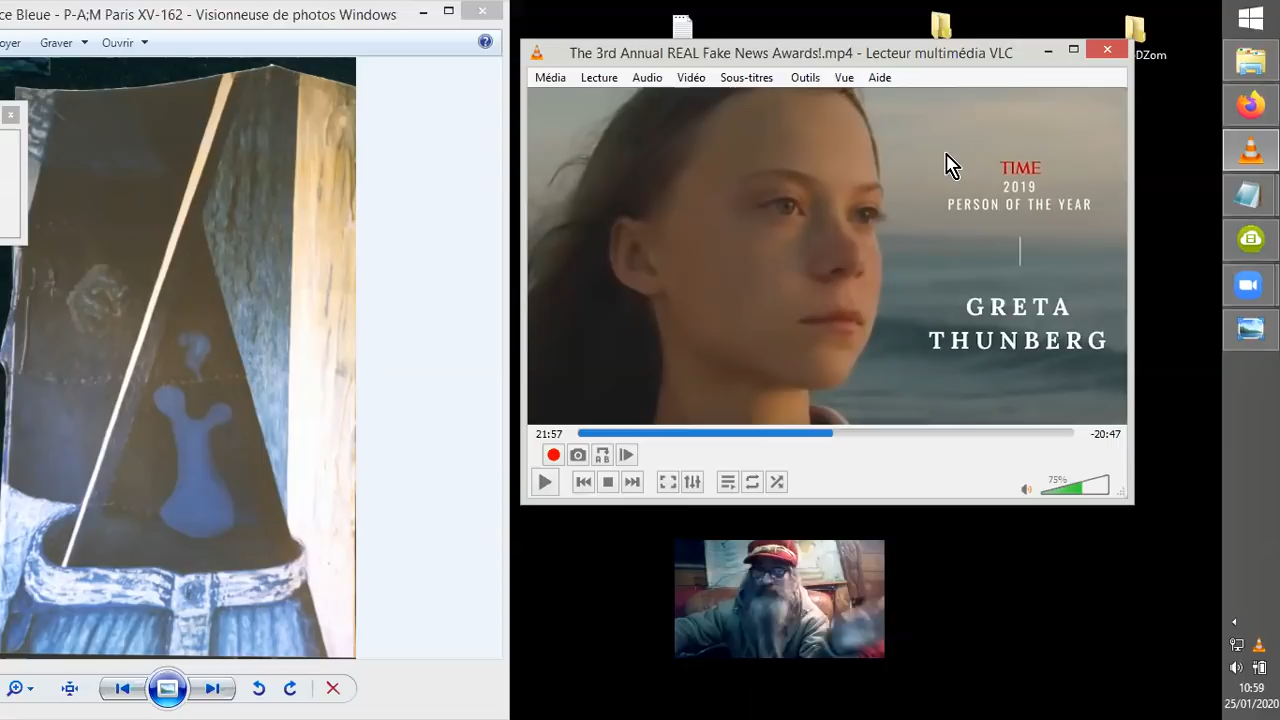 ce Bleue - P-A;M Paris XV-162 - Visionneuse de photos Windows
oyer Graver Ouvrir
The 3rd Annual REAL Fake News Awards!.mp4 - Lecteur multimédia VLC
Média Lecture Audio Vidéo Sous-titres Outils Vue Aide
DZom
TIME
2019
PERSON OF THE YEAR
GRETA
THUNBERG
21:57 -20:47
75%
10:59
25/01/2020